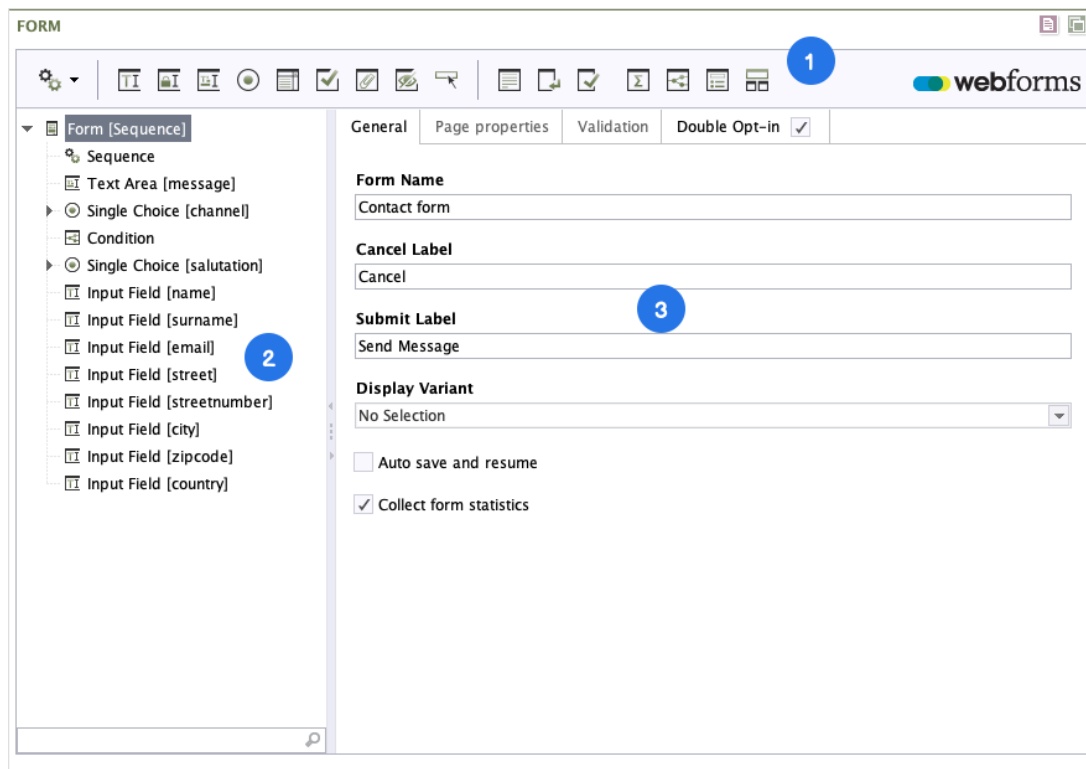 FORM
1
webforms
Form [Sequence]
Sequence
Text Area [message]
Single Choice [channel]
Condition
Single Choice [salutation]
Input Field [name]
Input Field [surname]
Input Field [email]
2
Input Field [street]
Input Field [streetnumber]
Input Field [city]
Input Field [zipcode]
Input Field [country]
General Page properties Validation Double Opt-in
Form Name
Contact form
Cancel Label
Cancel
3
Submit Label
Send Message
Display Variant
No Selection
Auto save and resume
Collect form statistics